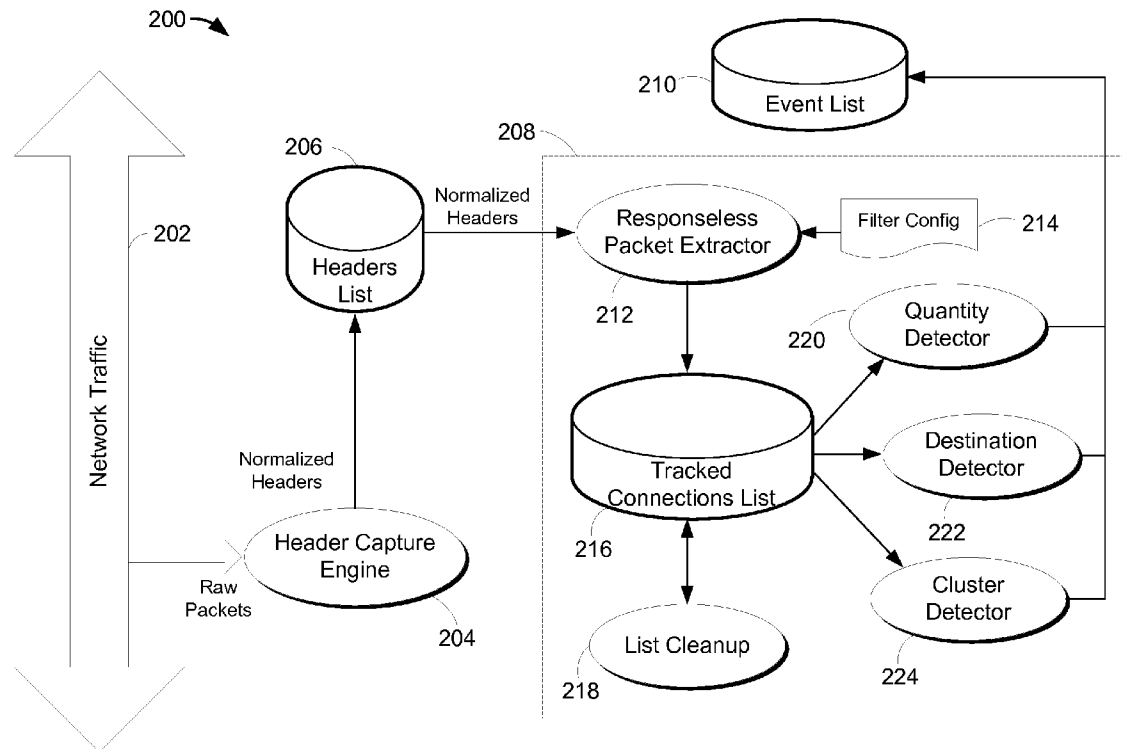 200
210
Event List
208
206
Normalized
Headers
Responseless
Packet Extractor
Filter Config
214
202
Headers
List
212
220
Quantity
Detector
Network Traffic
Normalized
Headers
Tracked
Connections List
Destination
Detector
222
216
Header Capture
Engine
Raw
Packets
204
Cluster
Detector
List Cleanup
218
224